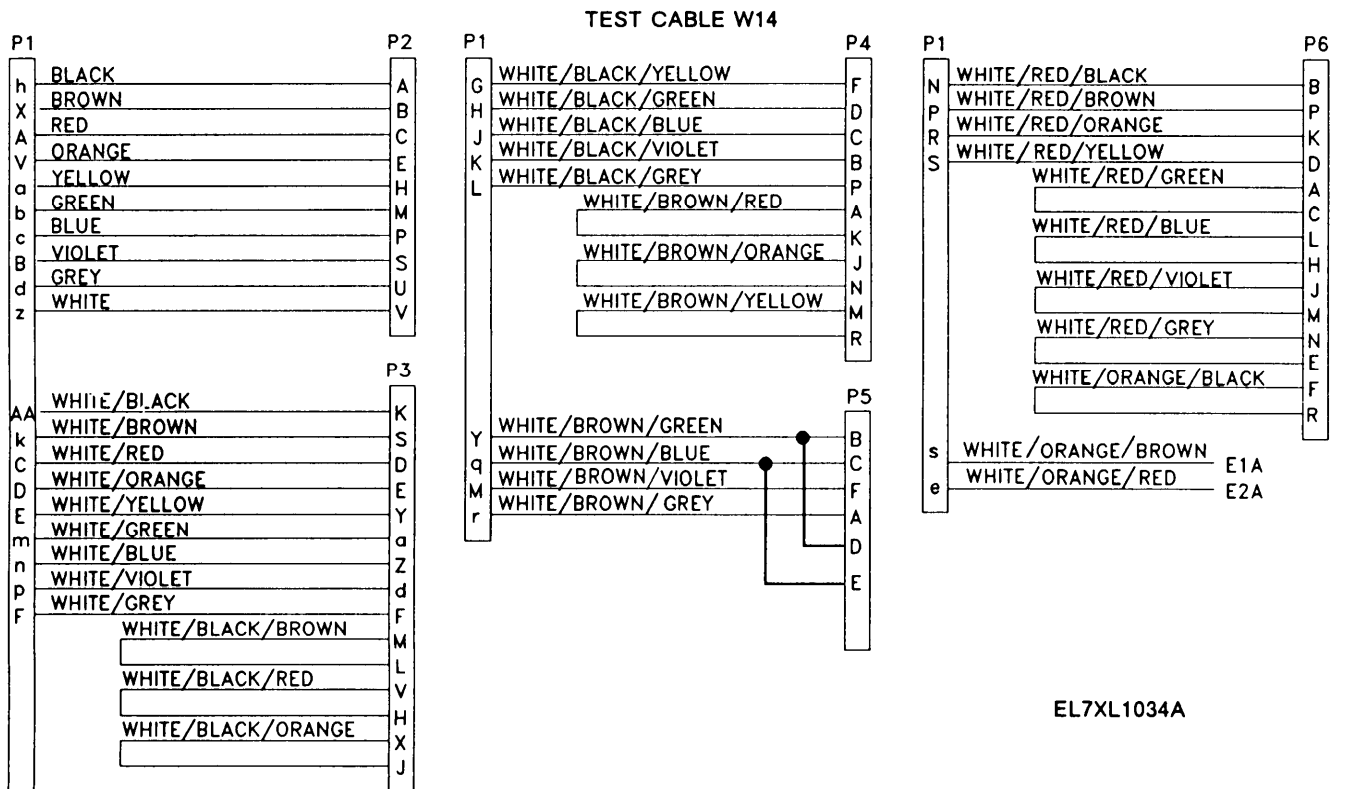 TEST CABLE W14
P1 P2
h BLACK A
X BROWN B
A RED C
V ORANGE E
a YELLOW H
b GREEN M
c BLUE P
B VIOLET S
d GREY U
z WHITE V
P3
AA WHITE/BLACK K
k WHITE/BROWN S
C WHITE/RED D
D WHITE/ORANGE E
E WHITE/YELLOW Y
m WHITE/GREEN a
n WHITE/BLUE Z
p WHITE/VIOLET d
F WHITE/GREY F
WHITE/BLACK/BROWN M
L
WHITE/BLACK/RED V
H
WHITE/BLACK/ORANGE X
J
P1 P4
G WHITE/BLACK/YELLOW F
H WHITE/BLACK/GREEN D
J WHITE/BLACK/BLUE C
K WHITE/BLACK/VIOLET B
L WHITE/BLACK/GREY P
WHITE/BROWN/RED A
K
WHITE/BROWN/ORANGE J
N
WHITE/BROWN/YELLOW M
R
P5
Y WHITE/BROWN/GREEN B
q WHITE/BROWN/BLUE C
M WHITE/BROWN/VIOLET F
r WHITE/BROWN/GREY A
D
E
P1 P6
N WHITE/RED/BLACK B
P WHITE/RED/BROWN P
R WHITE/RED/ORANGE K
S WHITE/RED/YELLOW D
WHITE/RED/GREEN A
C
WHITE/RED/BLUE L
H
WHITE/RED/VIOLET J
M
WHITE/RED/GREY N
E
WHITE/ORANGE/BLACK F
R
s WHITE/ORANGE/BROWN E1A
e WHITE/ORANGE/RED E2A
EL7XL1034A